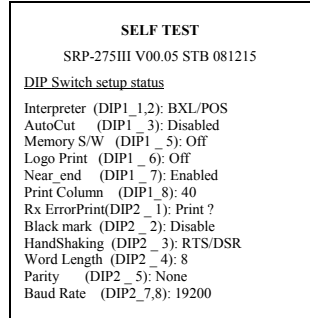 SELF TEST
SRP-275III V00.05 STB 081215
DIP Switch setup status
Interpreter (DIP1_1,2): BXL/POS
AutoCut (DIP1 _ 3): Disabled
Memory S/W (DIP1 _ 5): Off
Logo Print (DIP1 _ 6): Off
Near_end (DIP1 _ 7): Enabled
Print Column (DIP1_8): 40
Rx ErrorPrint(DIP2 _ 1): Print ?
Black mark (DIP2 _ 2): Disable
HandShaking (DIP2 _ 3): RTS/DSR
Word Length (DIP2 _ 4): 8
Parity (DIP2 _ 5): None
Baud Rate (DIP2_7,8): 19200